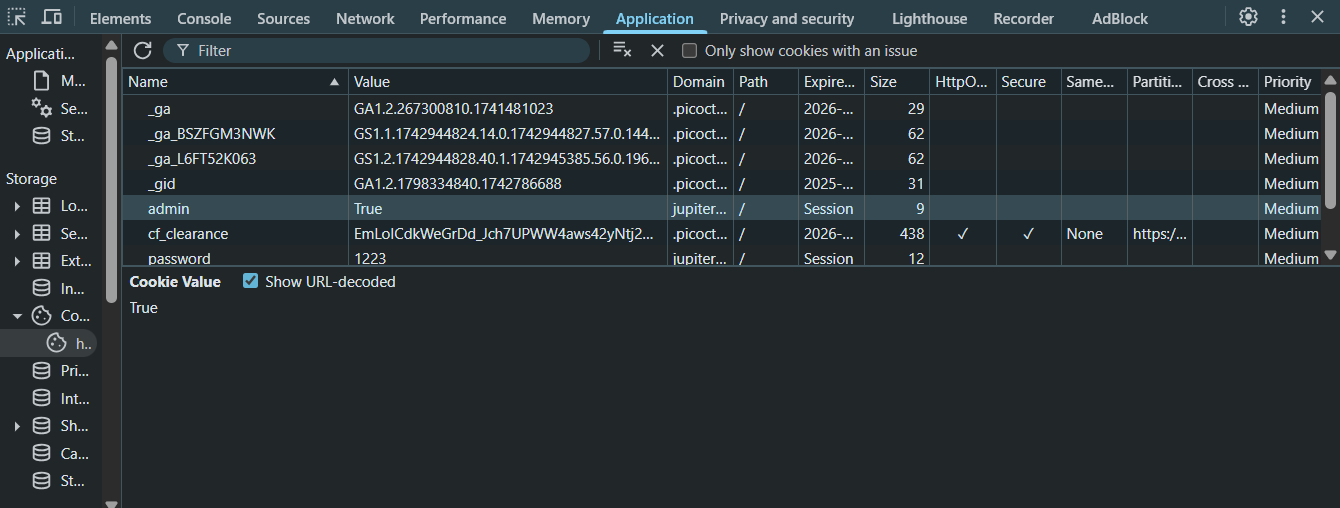 Elements Console Sources Network Performance Memory Application Privacy and security Lighthouse Recorder AdBlock
Applicati...
M...
Se...
St...
Storage
Lo...
Se...
Ext...
In...
Co...
h..
Pri...
Int...
Sh...
Ca...
St...
Filter Only show cookies with an issue
Name Value Domain Path Expire... Size HttpO... Secure Same... Partiti... Cross ... Priority
_ga GA1.2.267300810.1741481023 .picoct... / 2026-... 29 Medium
_ga_BSZFGM3NWK GS1.1.1742944824.14.0.1742944827.57.0.144... .picoct... / 2026-... 62 Medium
_ga_L6FT52K063 GS1.2.1742944828.40.1.1742945385.56.0.196... .picoct... / 2026-... 62 Medium
_gid GA1.2.1798334840.1742786688 .picoct... / 2025-... 31 Medium
admin True jupiter... / Session 9 Medium
cf_clearance EmLoICdkWeGrDd_Jch7UPWW4aws42yNtj2... .picoct... / 2026-... 438 ✓ ✓ None https:/... Medium
password 1223 jupiter... / Session 12 Medium
Cookie Value Show URL-decoded
True